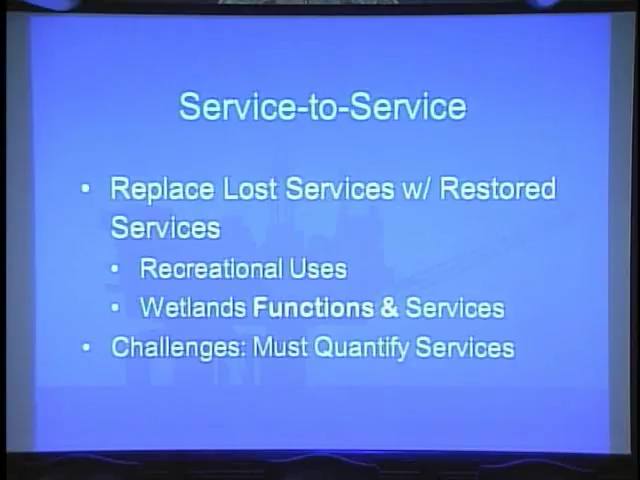 Service-to-Service
• Replace Lost Services w/ Restored
Services
• Recreational Uses
• Wetlands Functions & Services
• Challenges: Must Quantify Services